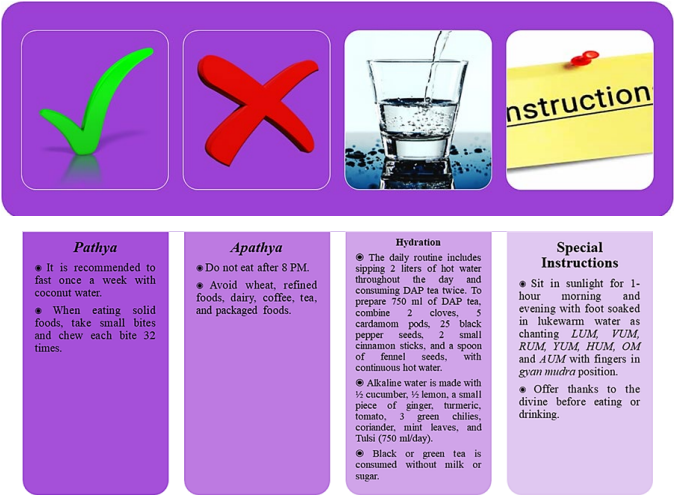 nstruction
Pathya
◉ It is recommended to
fast once a week with
coconut water.
◉ When eating solid
foods, take small bites
and chew each bite 32
times.
Apathya
◉ Do not eat after 8 PM.
◉ Avoid wheat, refined
foods, dairy, coffee, tea,
and packaged foods.
Hydration
◉ The daily routine includes
sipping 2 liters of hot water
throughout the day and
consuming DAP tea twice. To
prepare 750 ml of DAP tea,
combine 2 cloves, 5
cardamom pods, 25 black
pepper seeds, 2 small
cinnamon sticks, and a spoon
of fennel seeds, with
continuous hot water.
◉ Alkaline water is made with
½ cucumber, ½ lemon, a small
piece of ginger, turmeric,
tomato, 3 green chilies,
coriander, mint leaves, and
Tulsi (750 ml/day).
◉ Black or green tea is
consumed without milk or
sugar.
Special
Instructions
◉ Sit in sunlight for 1-
hour morning and
evening with foot soaked
in lukewarm water as
chanting LUM, VUM,
RUM, YUM, HUM, OM
and AUM with fingers in
gyan mudra position.
◉ Offer thanks to the
divine before eating or
drinking.